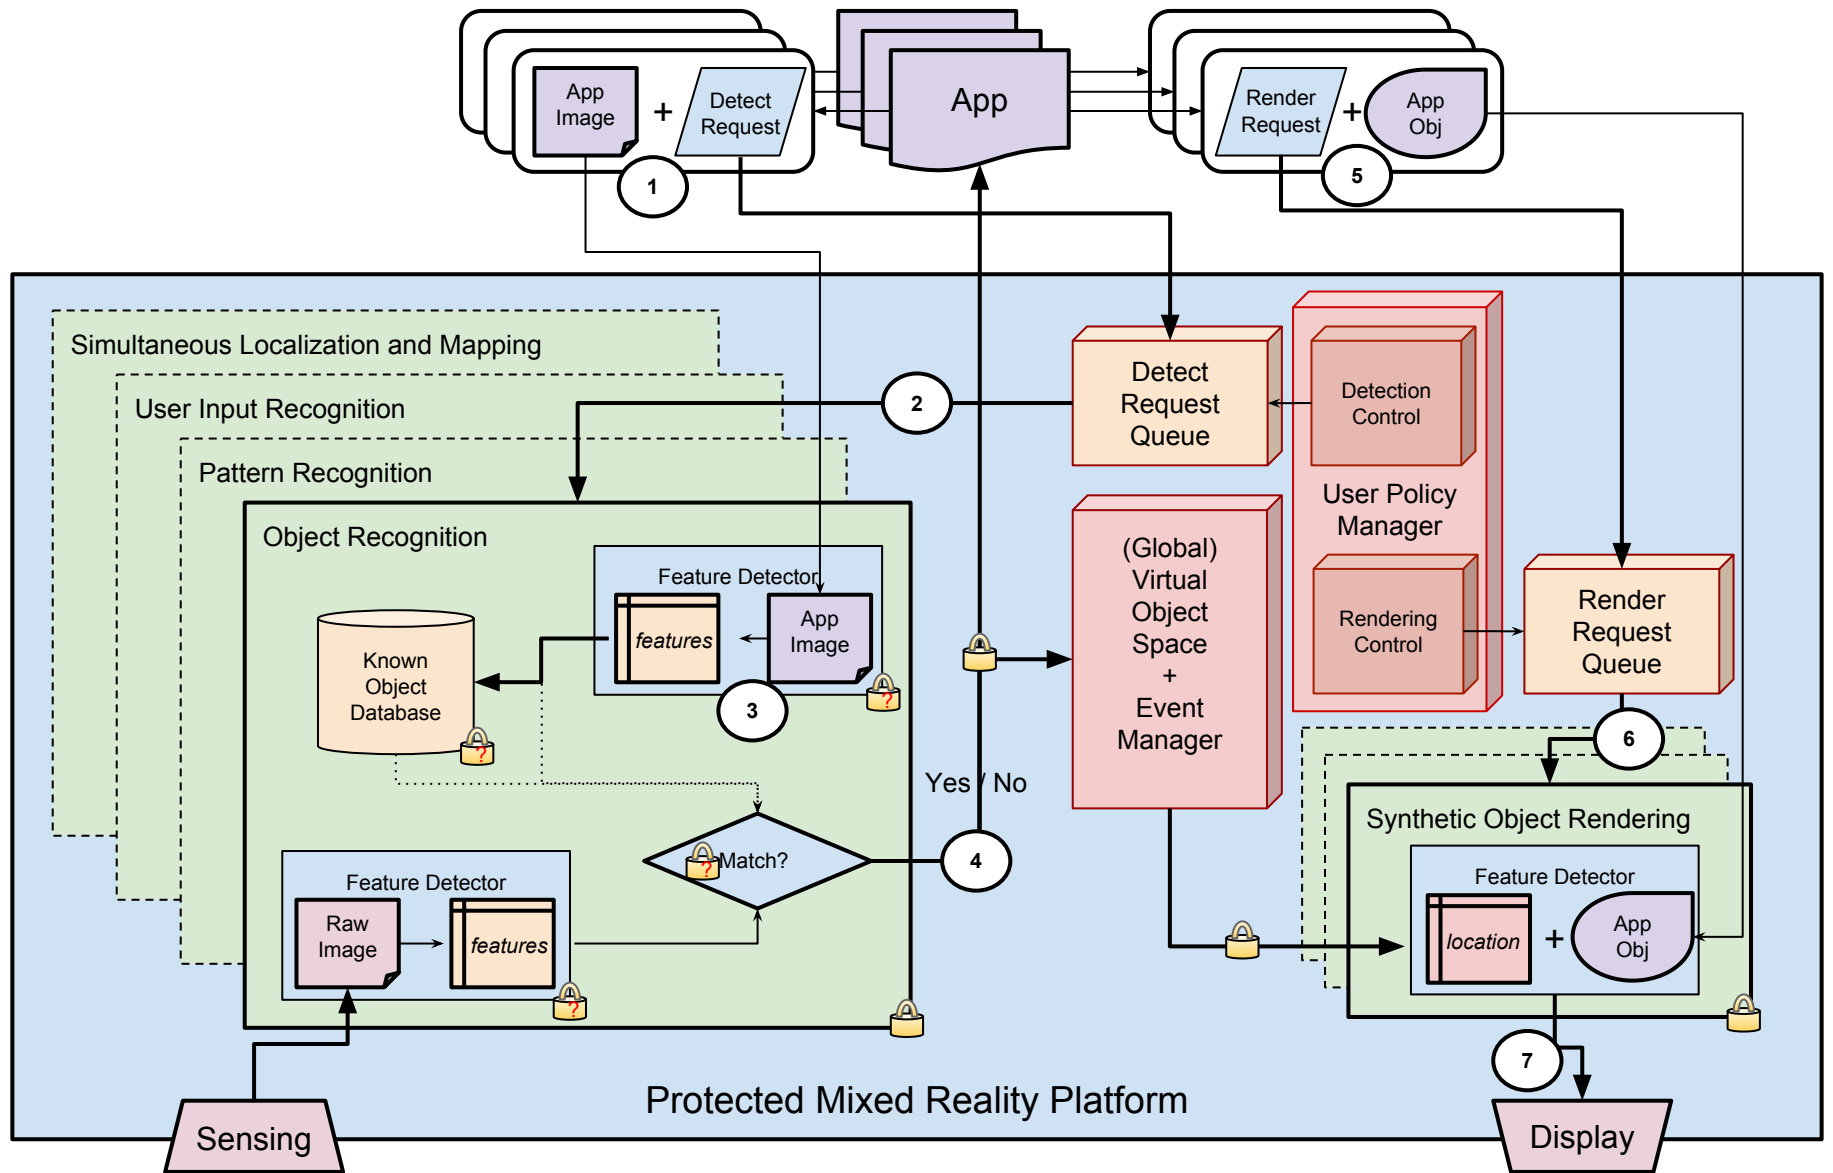 App
Image
+
Detect
Request
App
Render
Request
+
App
Obj
1
5
Simultaneous Localization and Mapping
User Input Recognition
Pattern Recognition
Object Recognition
2
Detect
Request
Queue
Detection
Control
User Policy
Manager
Rendering
Control
Render
Request
Queue
(Global)
Virtual
Object
Space
+
Event
Manager
Feature Detector
features
App
Image
?
3
Known
Object
Database
?
Yes / No
Match?
?
4
6
Feature Detector
Raw
Image
features
?
Synthetic Object Rendering
Feature Detector
location
+
App
Obj
7
Protected Mixed Reality Platform
Sensing
Display